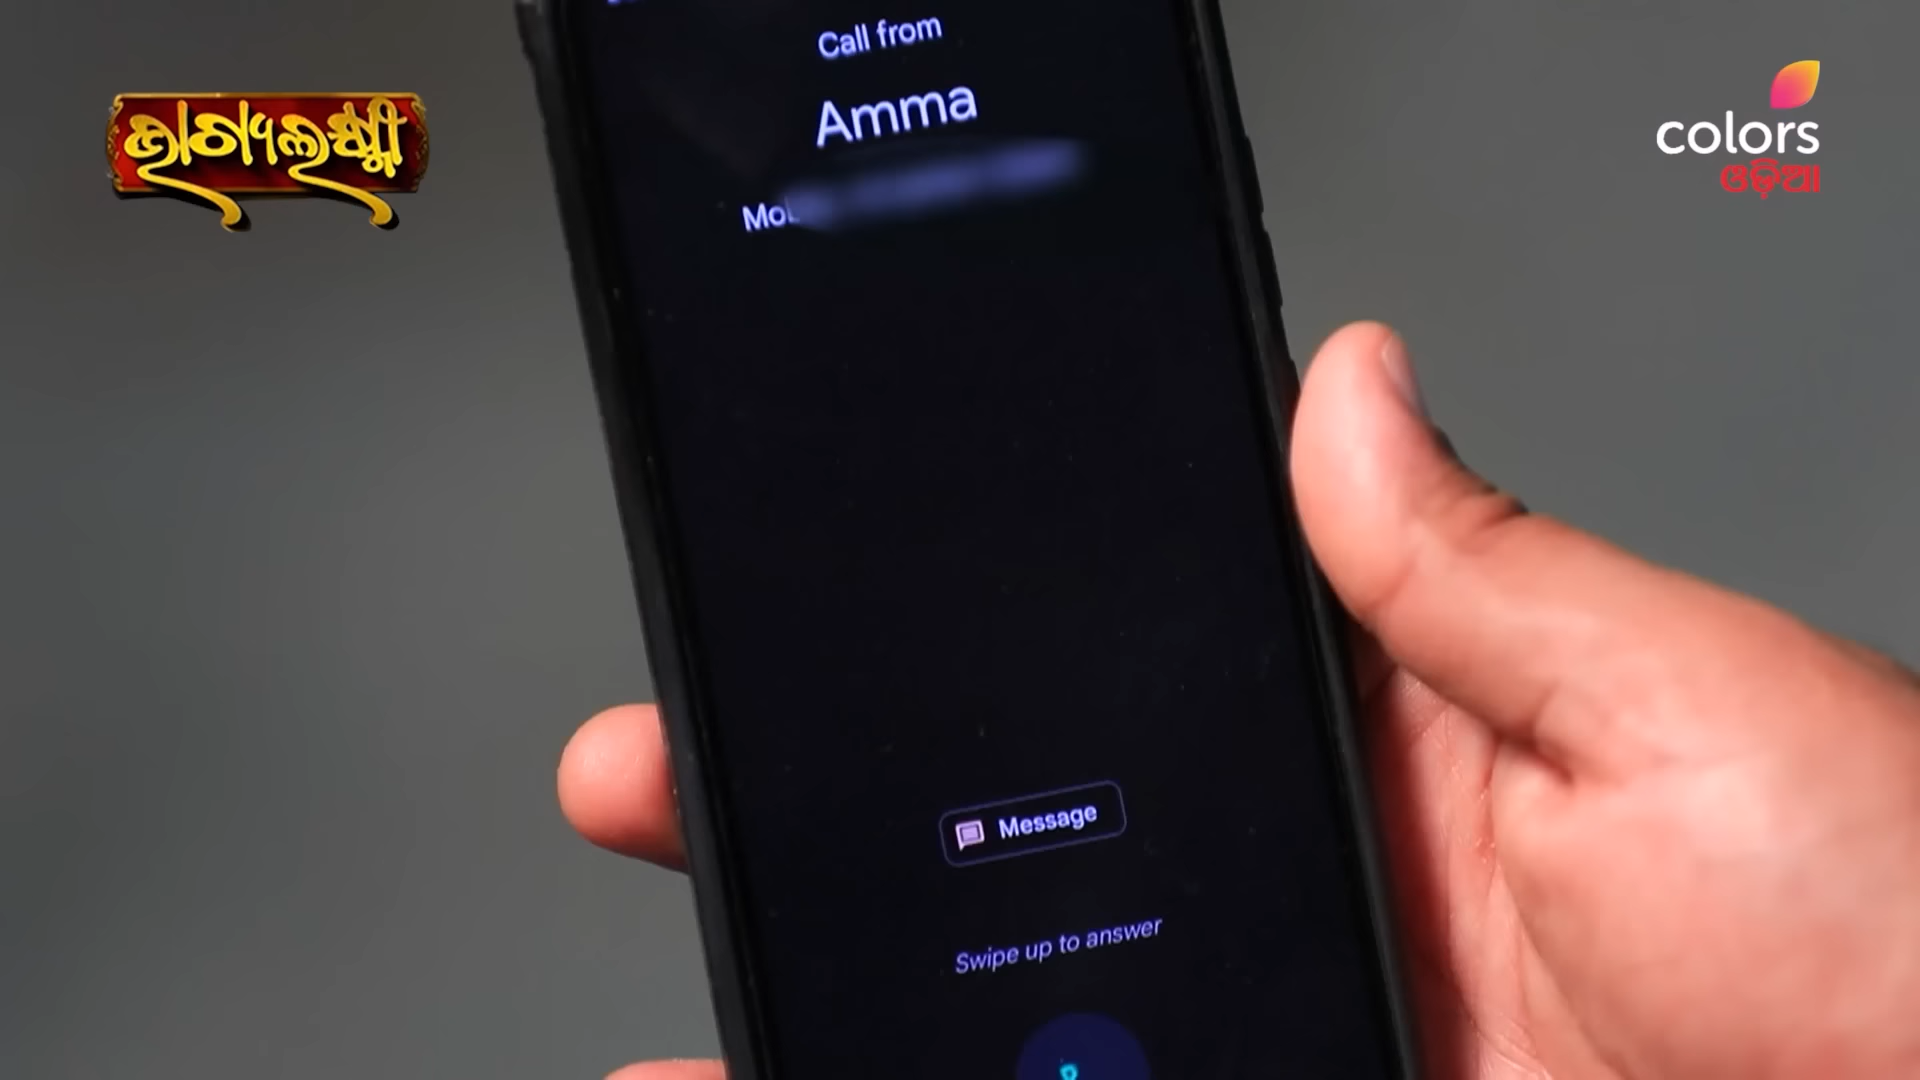 ଭାଗ୍ୟଲକ୍ଷ୍ମୀ
colors
ଓଡ଼ିଆ
Call from
Amma
Message
Swipe up to answer